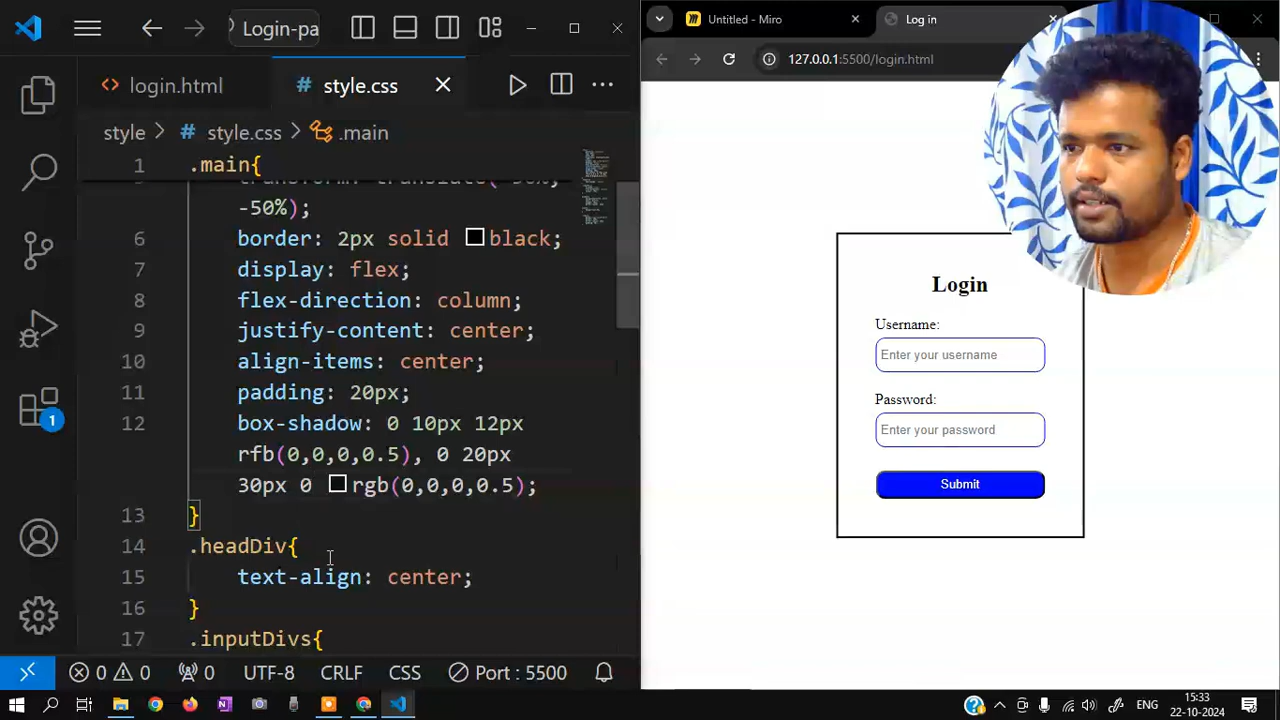 Login-pa
Untitled - Miro
Log in
127.0.0.1:5500/login.html
login.html
# style.css
style > # style.css > .main
1 .main{
-50%);
6 border: 2px solid black;
7 display: flex;
8 flex-direction: column;
9 justify-content: center;
10 align-items: center;
11 padding: 20px;
12 box-shadow: 0 10px 12px
rfb(0,0,0,0.5), 0 20px
30px 0 rgb(0,0,0,0.5);
13 }
14 .headDiv{
15 text-align: center;
16 }
17 .inputDivs{
Login
Username:
Enter your username
Password:
Enter your password
Submit
1
0 0 0 UTF-8 CRLF CSS Port : 5500
ENG
15:33
22-10-2024